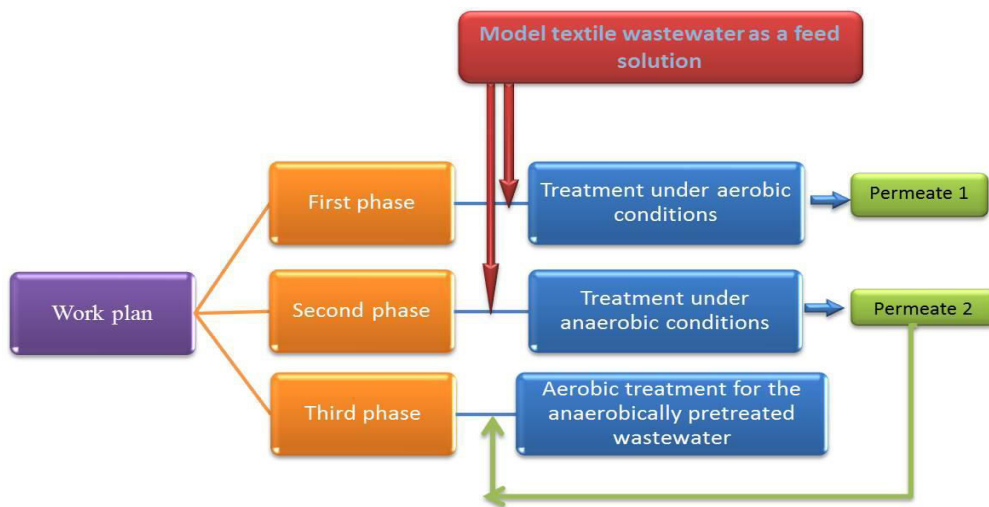 Model textile wastewater as a feed
solution
First phase
Treatment under aerobic
conditions
Permeate 1
Work plan
Second phase
Treatment under
anaerobic conditions
Permeate 2
Third phase
Aerobic treatment for the
anaerobically pretreated
wastewater